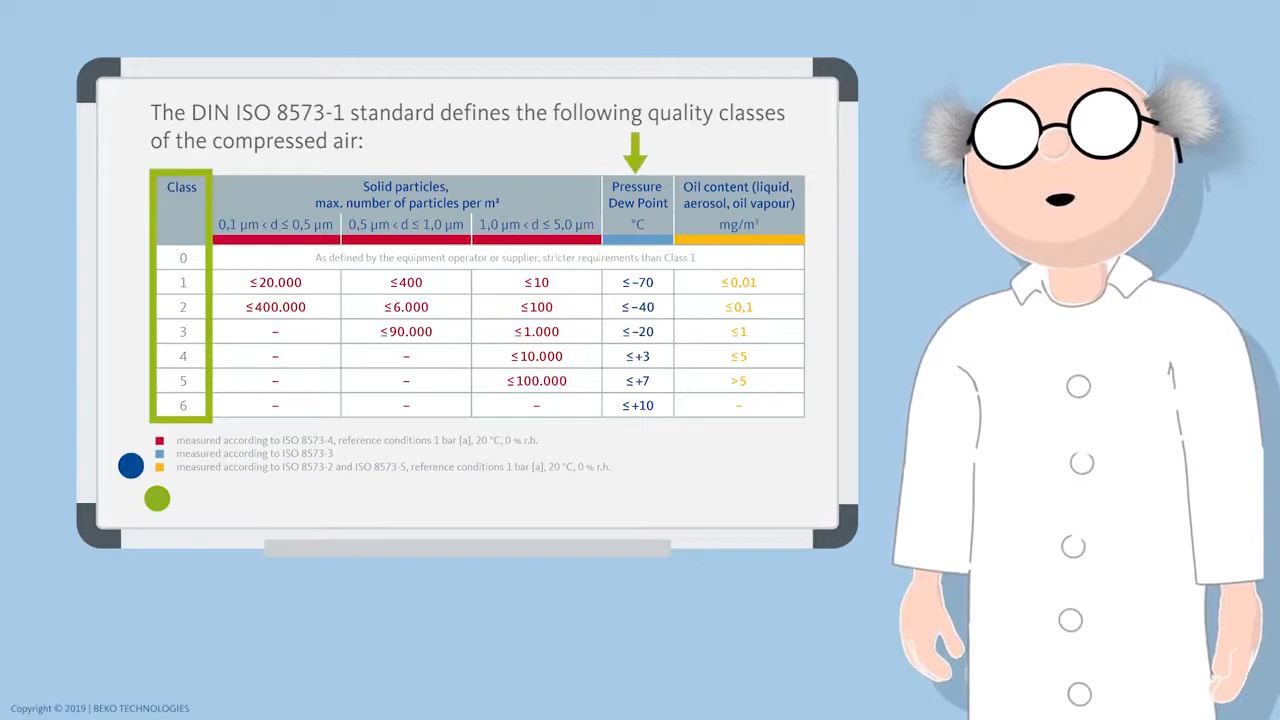 The DIN ISO 8573-1 standard defines the following quality classes
of the compressed air:
Class Solid particles, Pressure Oil content (liquid,
max. number of particles per m³ Dew Point aerosol, oil vapour)
0,1 µm < d ≤ 0,5 µm 0,5 µm < d ≤ 1,0 µm 1,0 µm < d ≤ 5,0 µm °C mg/m³
0 As defined by the equipment operator or supplier, stricter requirements than Class 1
1 ≤ 20.000 ≤ 400 ≤ 10 ≤ −70 ≤ 0,01
2 ≤ 400.000 ≤ 6.000 ≤ 100 ≤ −40 ≤ 0,1
3 – ≤ 90.000 ≤ 1.000 ≤ −20 ≤ 1
4 – – ≤ 10.000 ≤ +3 ≤ 5
5 – – ≤ 100.000 ≤ +7 > 5
6 – – – ≤ +10 –
measured according to ISO 8573-4, reference conditions 1 bar [a], 20 °C, 0 % r.h.
measured according to ISO 8573-3
measured according to ISO 8573-2 and ISO 8573-5, reference conditions 1 bar [a], 20 °C, 0 % r.h.
Copyright © 2019 | BEKO TECHNOLOGIES